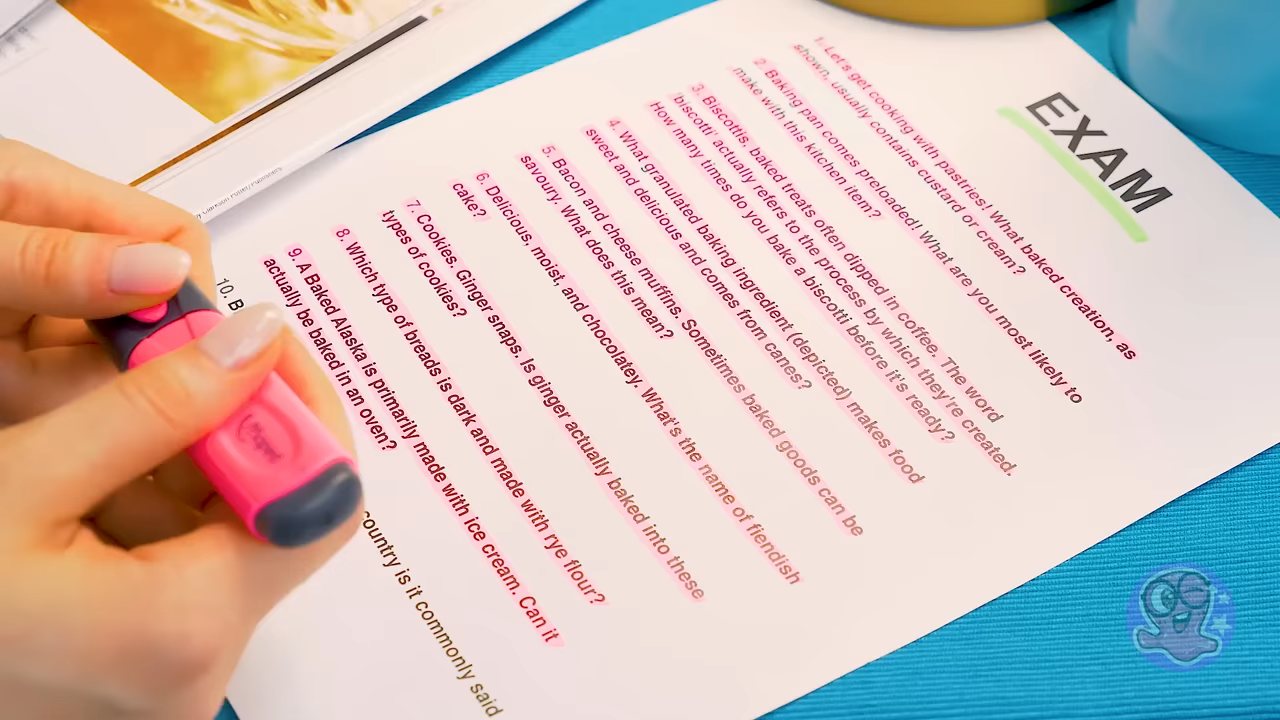 EXAM
1. Let's get cooking with pastries! What baked creation, as
shown, usually contains custard or cream?
2. Baking pan comes preloaded! What are you most likely to
make with this kitchen item?
3. Biscottis, baked treats often dipped in coffee. The word
'biscotti' actually refers to the process by which they're created.
How many times do you bake a biscotti before it's ready?
4. What granulated baking ingredient (depicted) makes food
sweet and delicious and comes from canes?
5. Bacon and cheese muffins. Sometimes baked goods can be
savoury. What does this mean?
6. Delicious, moist, and chocolatey. What's the name of fiendish
cake?
7. Cookies. Ginger snaps. Is ginger actually baked into these
types of cookies?
8. Which type of breads is dark and made with rye flour?
9. A Baked Alaska is primarily made with ice cream. Can it
actually be baked in an oven?
10. B
country is it commonly said